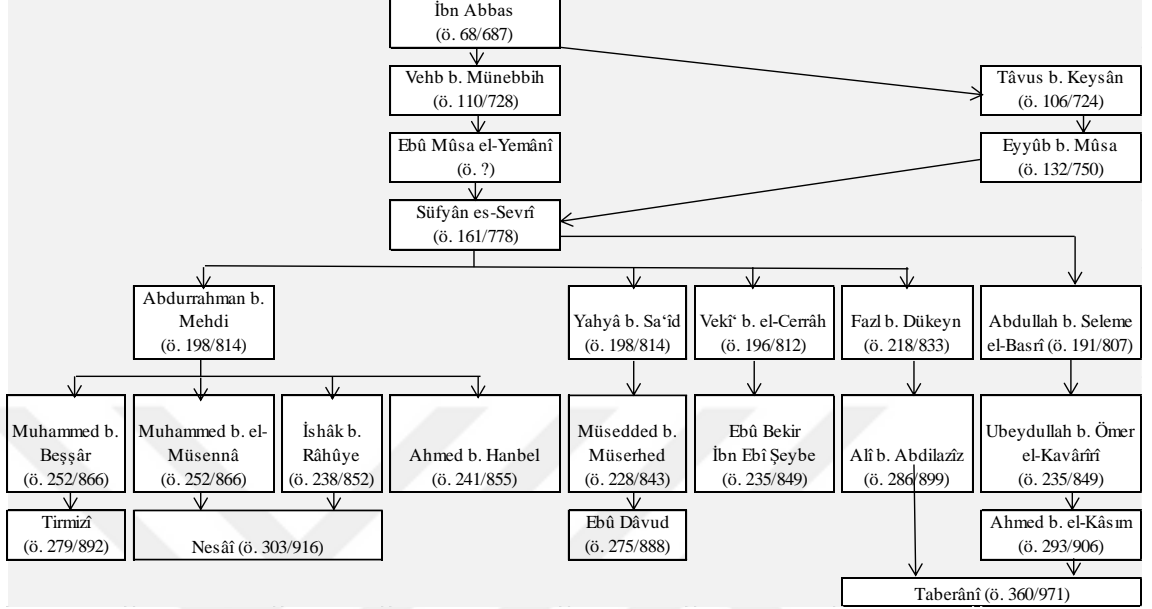 İbn Abbas
(ö. 68/687)
Vehb b. Münebbih
(ö. 110/728)
Tâvus b. Keysân
(ö. 106/724)
Ebû Mûsa el-Yemânî
(ö. ?)
Eyyûb b. Mûsa
(ö. 132/750)
Süfyân es-Sevrî
(ö. 161/778)
Abdurrahman b.
Mehdi
(ö. 198/814)
Yahyâ b. Sa‘îd
(ö. 198/814)
Vekî‘ b. el-Cerrâh
(ö. 196/812)
Fazl b. Dükeyn
(ö. 218/833)
Abdullah b. Seleme
el-Basrî (ö. 191/807)
Muhammed b.
Beşşâr
(ö. 252/866)
Muhammed b. el-
Müsennâ
(ö. 252/866)
İshâk b.
Râhûye
(ö. 238/852)
Ahmed b. Hanbel
(ö. 241/855)
Müsedded b.
Müserhed
(ö. 228/843)
Ebû Bekir
İbn Ebî Şeybe
(ö. 235/849)
Alî b. Abdilazîz
(ö. 286/899)
Ubeydullah b. Ömer
el-Kavârîrî
(ö. 235/849)
Tirmizî
(ö. 279/892)
Nesâî (ö. 303/916)
Ebû Dâvud
(ö. 275/888)
Ahmed b. el-Kâsım
(ö. 293/906)
Taberânî (ö. 360/971)